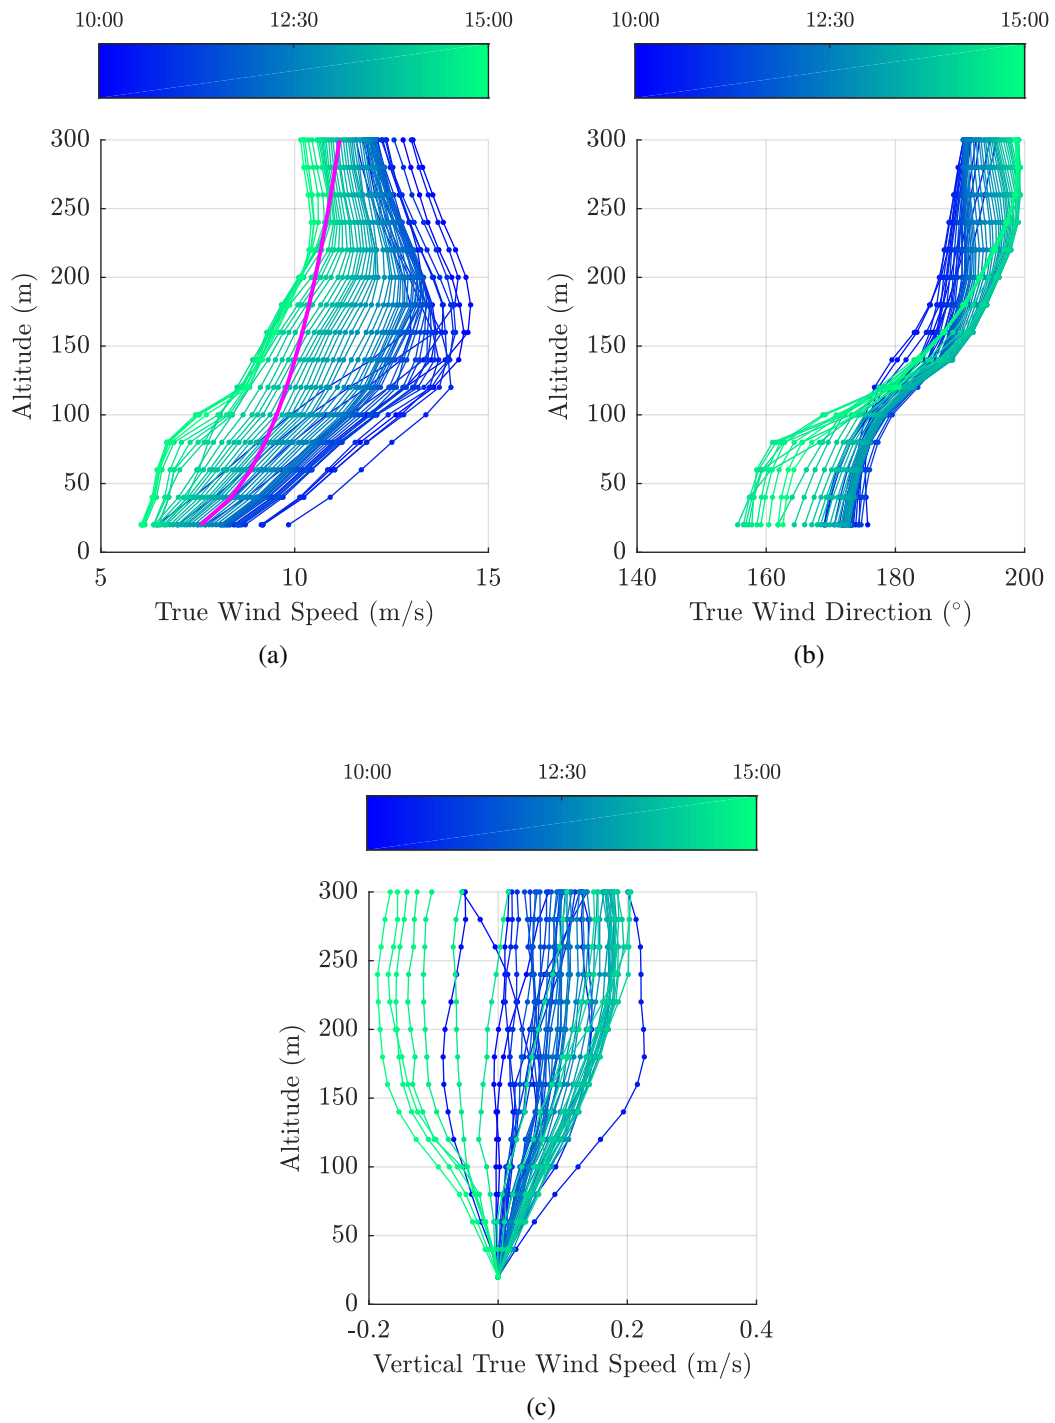 10:00 12:30 15:00
300
250
200
150
100
50
0
Altitude (m)
5 10 15
True Wind Speed (m/s)
(a)
10:00 12:30 15:00
300
250
200
150
100
50
0
Altitude (m)
140 160 180 200
True Wind Direction (°)
(b)
10:00 12:30 15:00
300
250
200
150
100
50
0
Altitude (m)
-0.2 0 0.2 0.4
Vertical True Wind Speed (m/s)
(c)